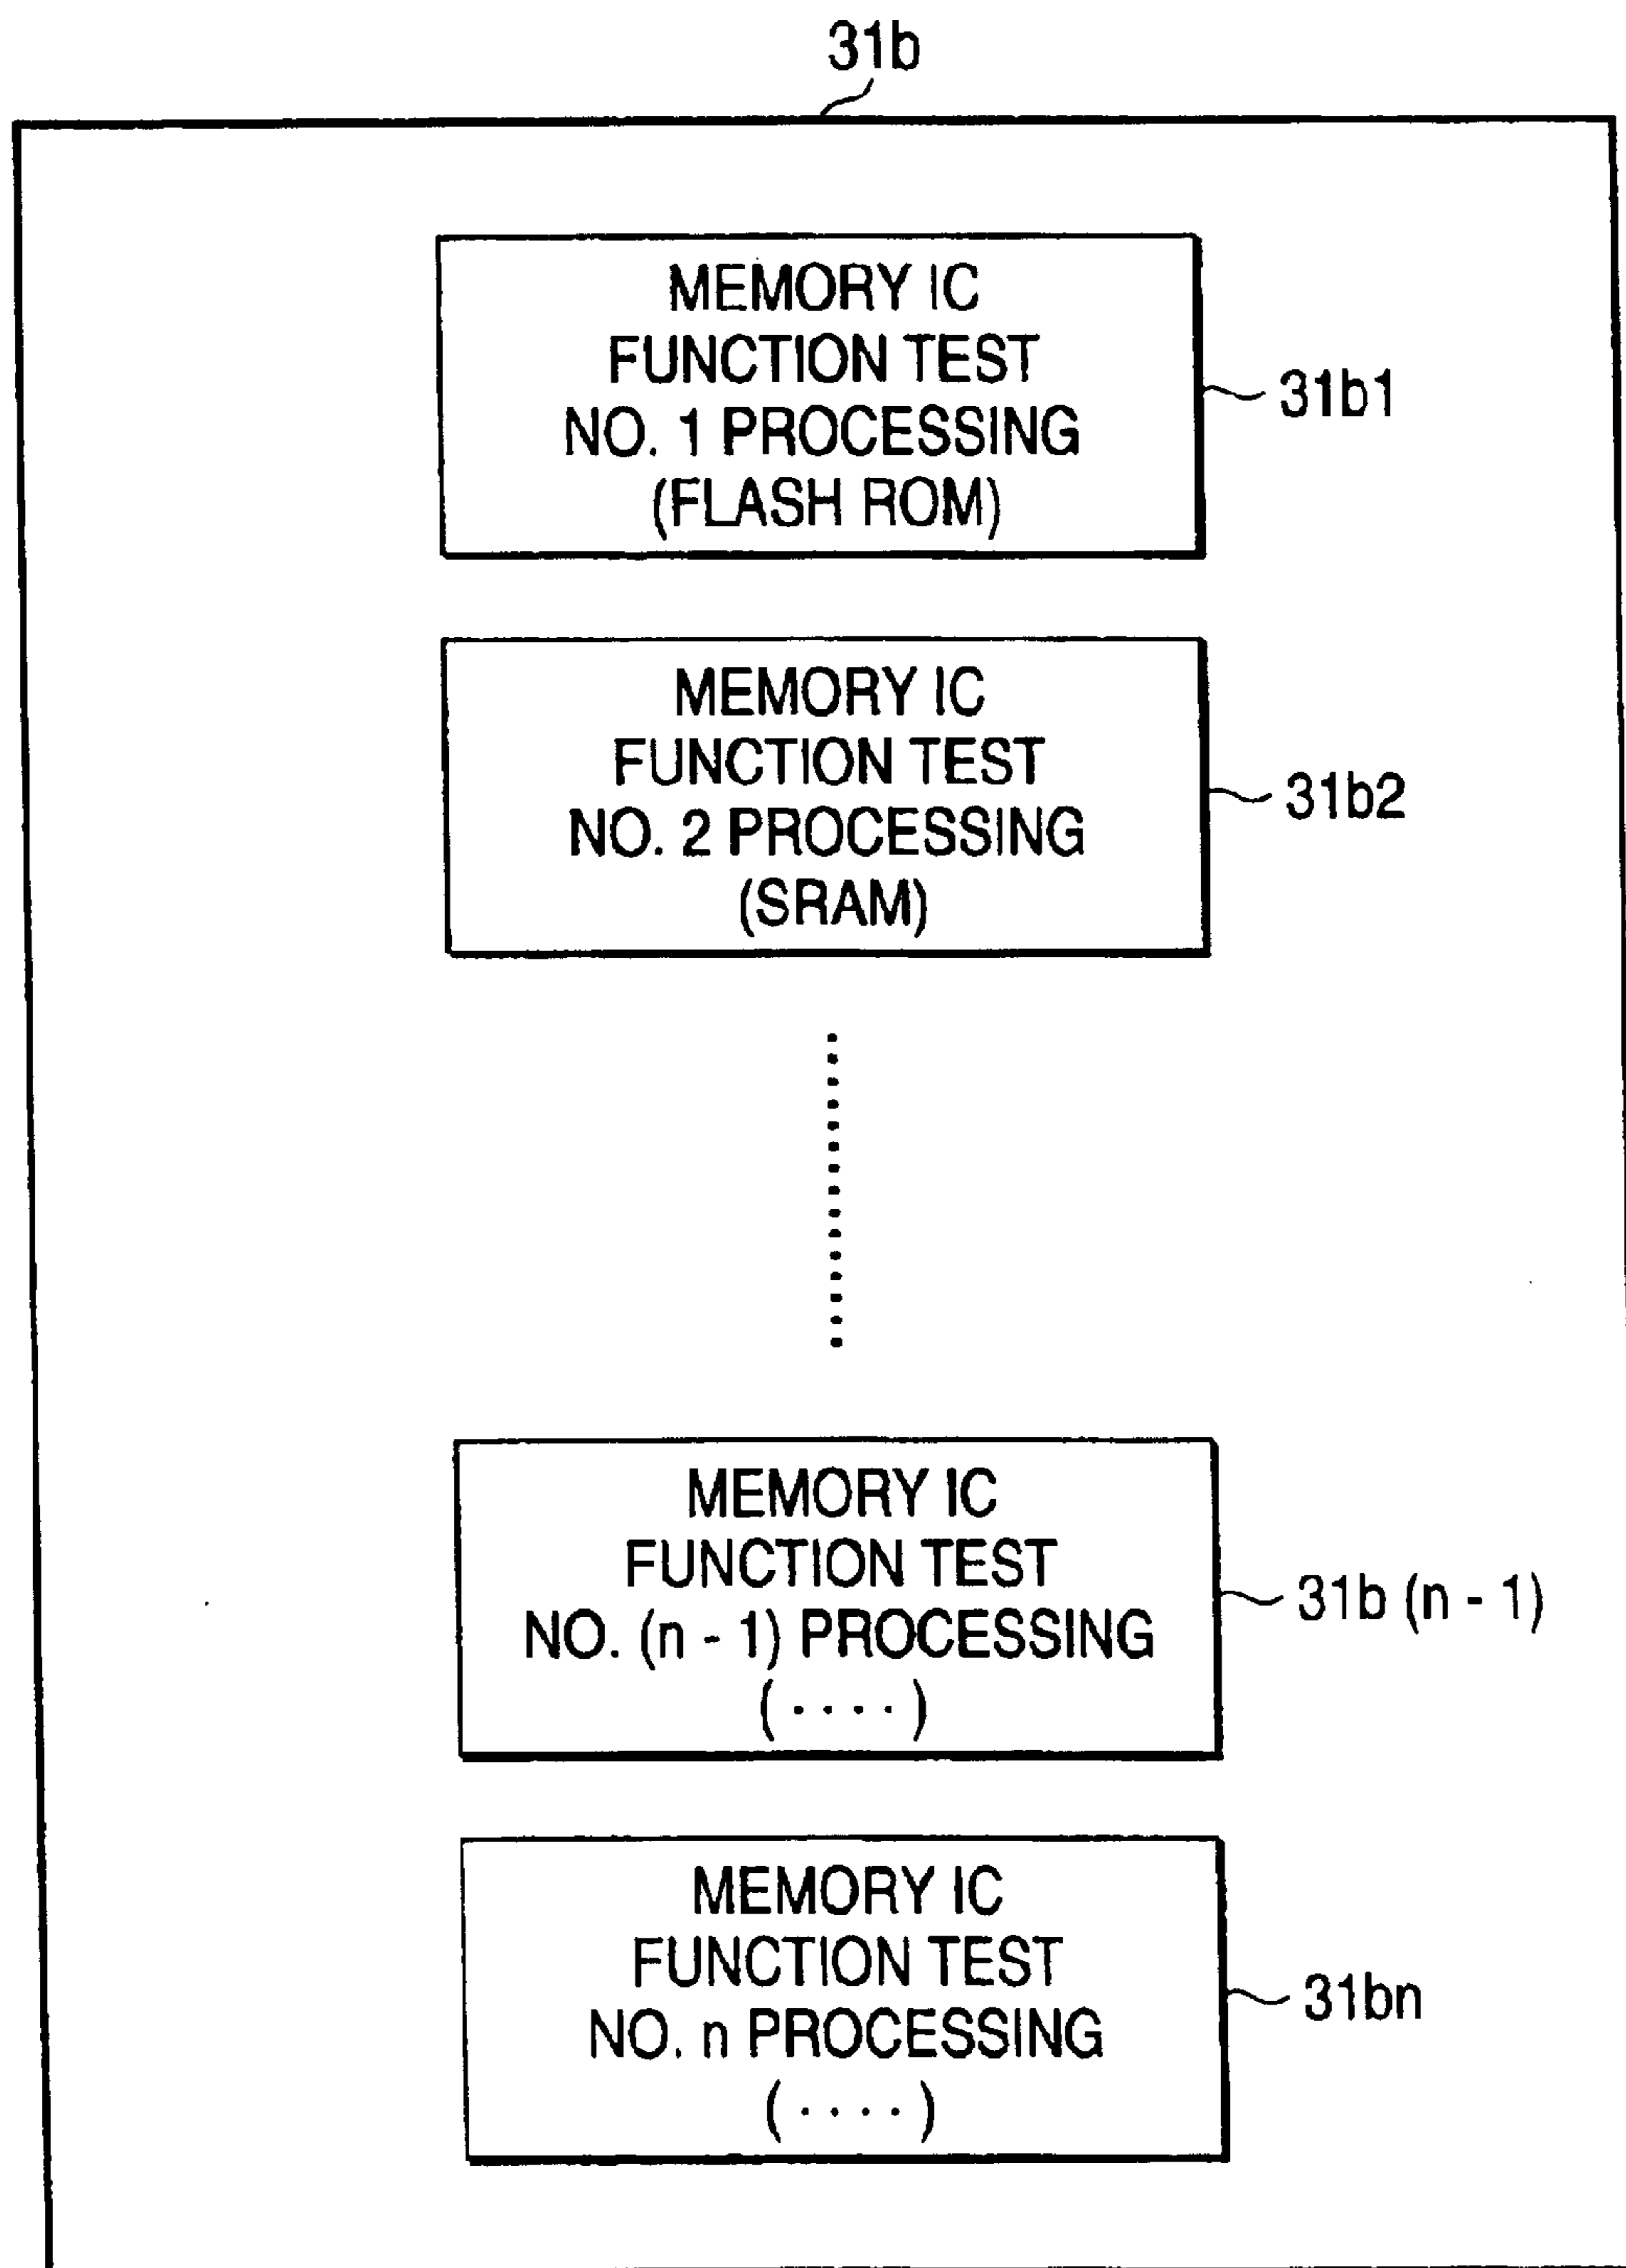 31b
MEMORY IC
FUNCTION TEST
NO. 1 PROCESSING
(FLASH ROM)
31b1
MEMORY IC
FUNCTION TEST
NO. 2 PROCESSING
(SRAM)
31b2
MEMORY IC
FUNCTION TEST
NO. (n - 1) PROCESSING
(····)
31b (n - 1)
MEMORY IC
FUNCTION TEST
NO. n PROCESSING
(····)
31bn